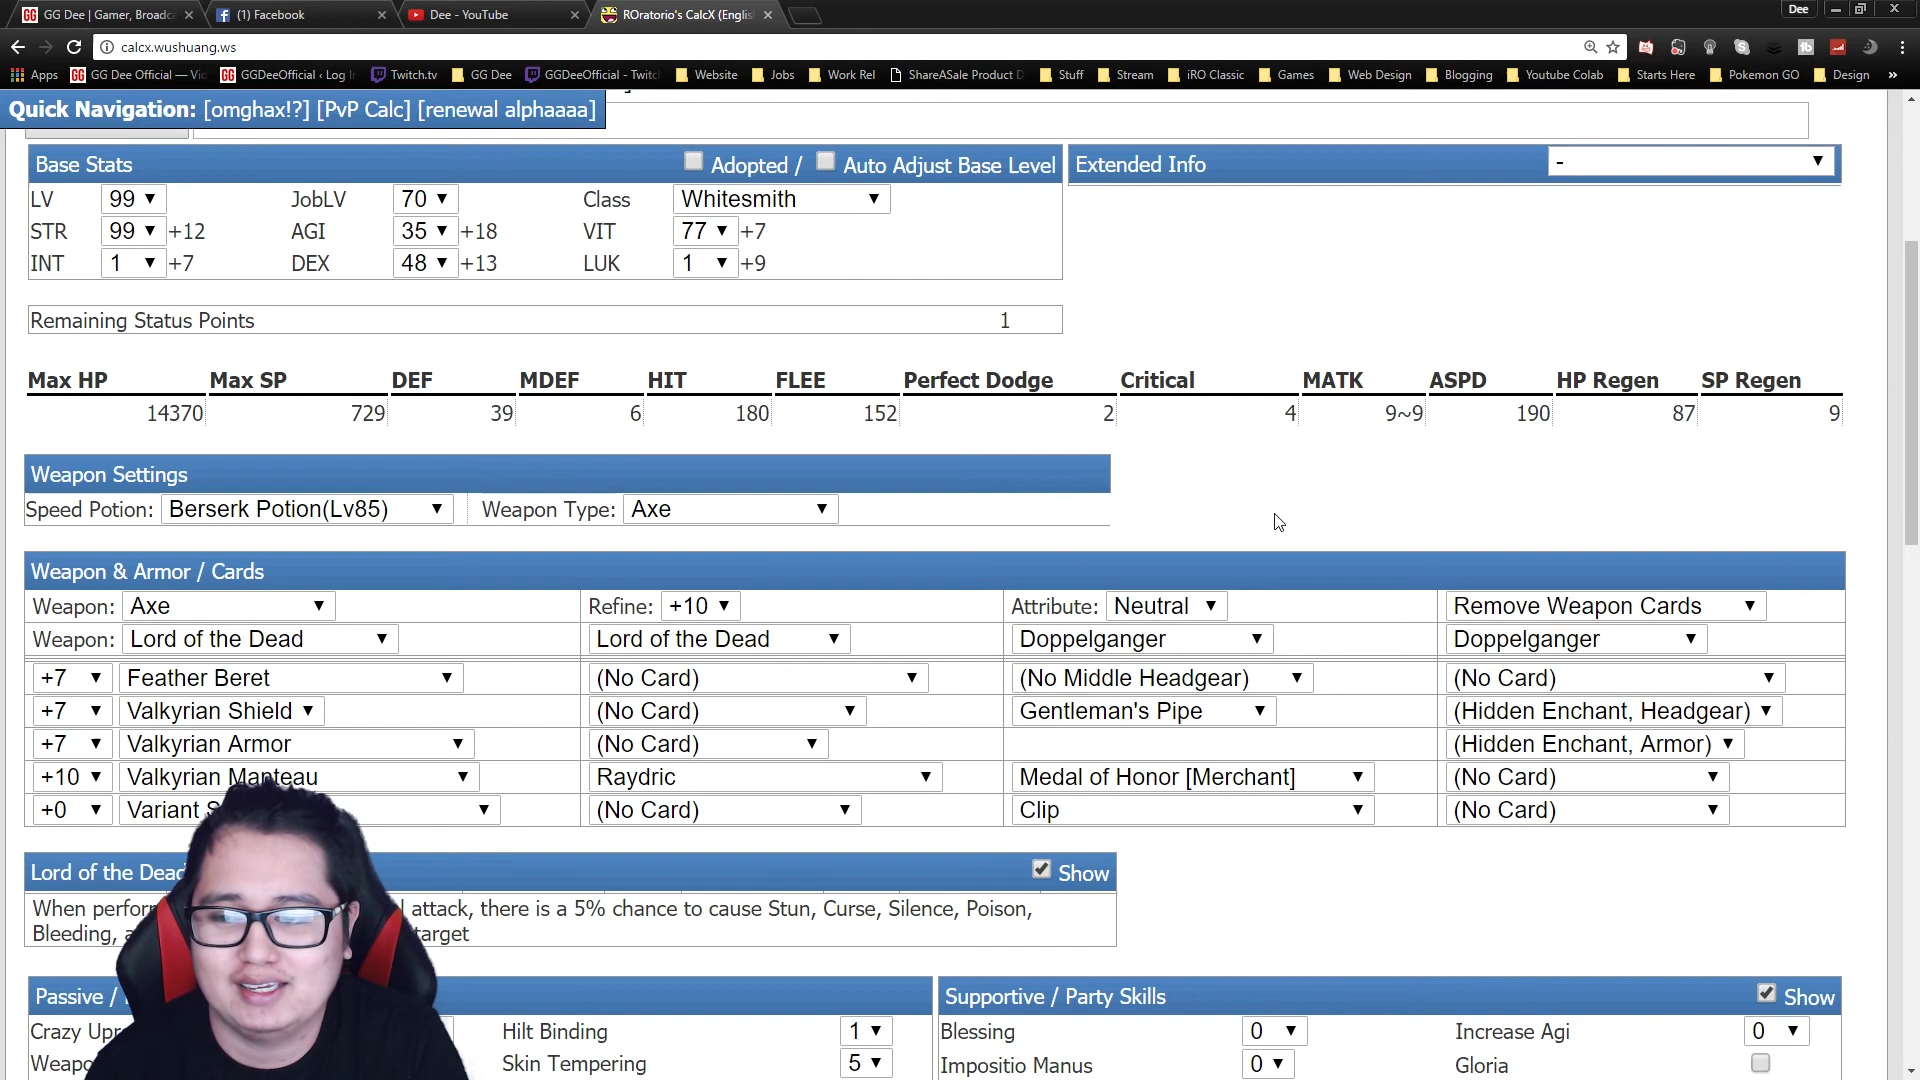 GG Dee | Gamer, Broadca
(1) Facebook
Dee - YouTube
ROratorio's CalcX (Englis
Dee
calcx.wushuang.ws
Apps
GG Dee Official — Vi
GGDeeOfficial ‹ Log I
Twitch.tv
GG Dee
GGDeeOfficial - Twitc
Website
Jobs
Work Rel
ShareASale Product D
Stuff
Stream
iRO Classic
Games
Web Design
Blogging
Youtube Colab
Starts Here
Pokemon GO
Design
»
Quick Navigation: [omghax!?] [PvP Calc] [renewal alphaaaa]
Base Stats Adopted / Auto Adjust Base Level
Extended Info -
LV 99 JobLV 70 Class Whitesmith
STR 99 +12 AGI 35 +18 VIT 77 +7
INT 1 +7 DEX 48 +13 LUK 1 +9
Remaining Status Points 1
Max HP Max SP DEF MDEF HIT FLEE Perfect Dodge Critical MATK ASPD HP Regen SP Regen
14370 729 39 6 180 152 2 4 9~9 190 87 9
Weapon Settings
Speed Potion: Berserk Potion(Lv85) Weapon Type: Axe
Weapon & Armor / Cards
Weapon: Axe Refine: +10 Attribute: Neutral Remove Weapon Cards
Weapon: Lord of the Dead Lord of the Dead Doppelganger Doppelganger
+7 Feather Beret (No Card) (No Middle Headgear) (No Card)
+7 Valkyrian Shield (No Card) Gentleman's Pipe (Hidden Enchant, Headgear)
+7 Valkyrian Armor (No Card) (Hidden Enchant, Armor)
+10 Valkyrian Manteau Raydric Medal of Honor [Merchant] (No Card)
+0 Variant S (No Card) Clip (No Card)
Lord of the Dead Show
When perfor l attack, there is a 5% chance to cause Stun, Curse, Silence, Poison,
Bleeding, a target
Passive /
Supportive / Party Skills Show
Crazy Upr Hilt Binding 1 Blessing 0 Increase Agi 0
Weapo Skin Tempering 5 Impositio Manus 0 Gloria